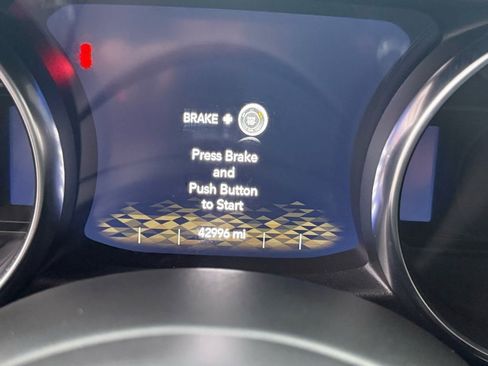 BRAKE +
Press Brake
and
Push Button
to Start
42996 mi